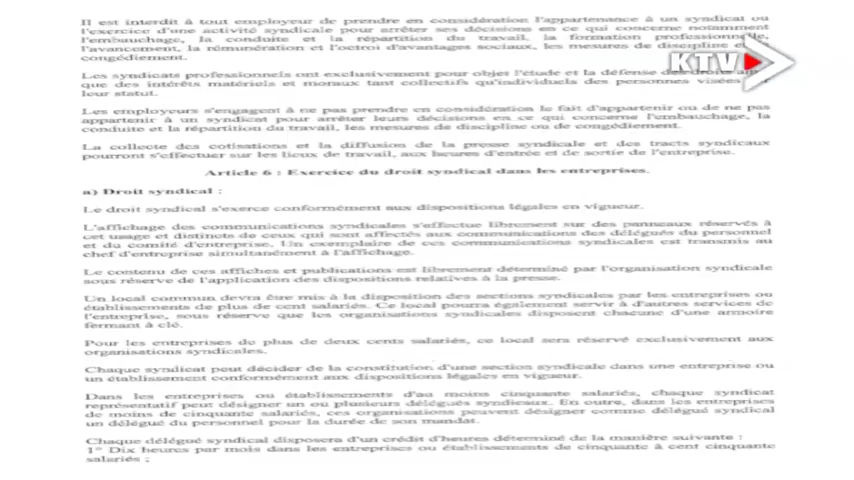 Il est interdit à tout employeur de prendre en considération l'appartenance à un syndicat ou
l'exercice d'une activité syndicale pour arrêter ses décisions en ce qui concerne notamment
l'embauchage, la conduite et la répartition du travail, la formation professionnelle,
l'avancement, la rémunération et l'octroi d'avantages sociaux, les mesures de discipline et
congédiement.
KTV
Les syndicats professionnels ont exclusivement pour objet l'étude et la défense des droits
que des intérêts matériels et moraux tant collectifs qu'individuels des personnes visées
leur statut.
Les employeurs s'engagent à ne pas prendre en considération le fait d'appartenir ou de ne pas
appartenir à un syndicat pour arrêter leurs décisions en ce qui concerne l'embauchage, la
conduite et la répartition du travail, les mesures de discipline ou de congédiement.
La collecte des cotisations et la diffusion de la presse syndicale et des tracts syndicaux
pourront s'effectuer sur les lieux de travail, aux heures d'entrée et de sortie de l'entreprise.
Article 6 : Exercice du droit syndical dans les entreprises.
a) Droit syndical :
Le droit syndical s'exerce conformément aux dispositions légales en vigueur.
L'affichage des communications syndicales s'effectue librement sur des panneaux réservés à
cet usage et distincts de ceux qui sont affectés aux communications des délégués du personnel
et du comité d'entreprise. Un exemplaire de ces communications syndicales est transmis au
chef d'entreprise simultanément à l'affichage.
Le contenu de ces affiches et publications est librement déterminé par l'organisation syndicale
sous réserve de l'application des dispositions relatives à la presse.
Un local commun devra être mis à la disposition des sections syndicales par les entreprises ou
établissements de plus de cent salariés. Ce local pourra également servir à d'autres services de
l'entreprise, sous réserve que les organisations syndicales disposent chacune d'une armoire
fermant à clé.
Pour les entreprises de plus de deux cents salariés, ce local sera réservé exclusivement aux
organisations syndicales.
Chaque syndicat peut décider de la constitution d'une section syndicale dans une entreprise ou
un établissement conformément aux dispositions légales en vigueur.
Dans les entreprises ou établissements d'au moins cinquante salariés, chaque syndicat
représentatif peut désigner un ou plusieurs délégués syndicaux. En outre, dans les entreprises
de moins de cinquante salariés, ces organisations peuvent désigner comme délégué syndical
un délégué du personnel pour la durée de son mandat.
Chaque délégué syndical disposera d'un crédit d'heures déterminé de la manière suivante :
1° Dix heures par mois dans les entreprises ou établissements de cinquante à cent cinquante
salariés ;